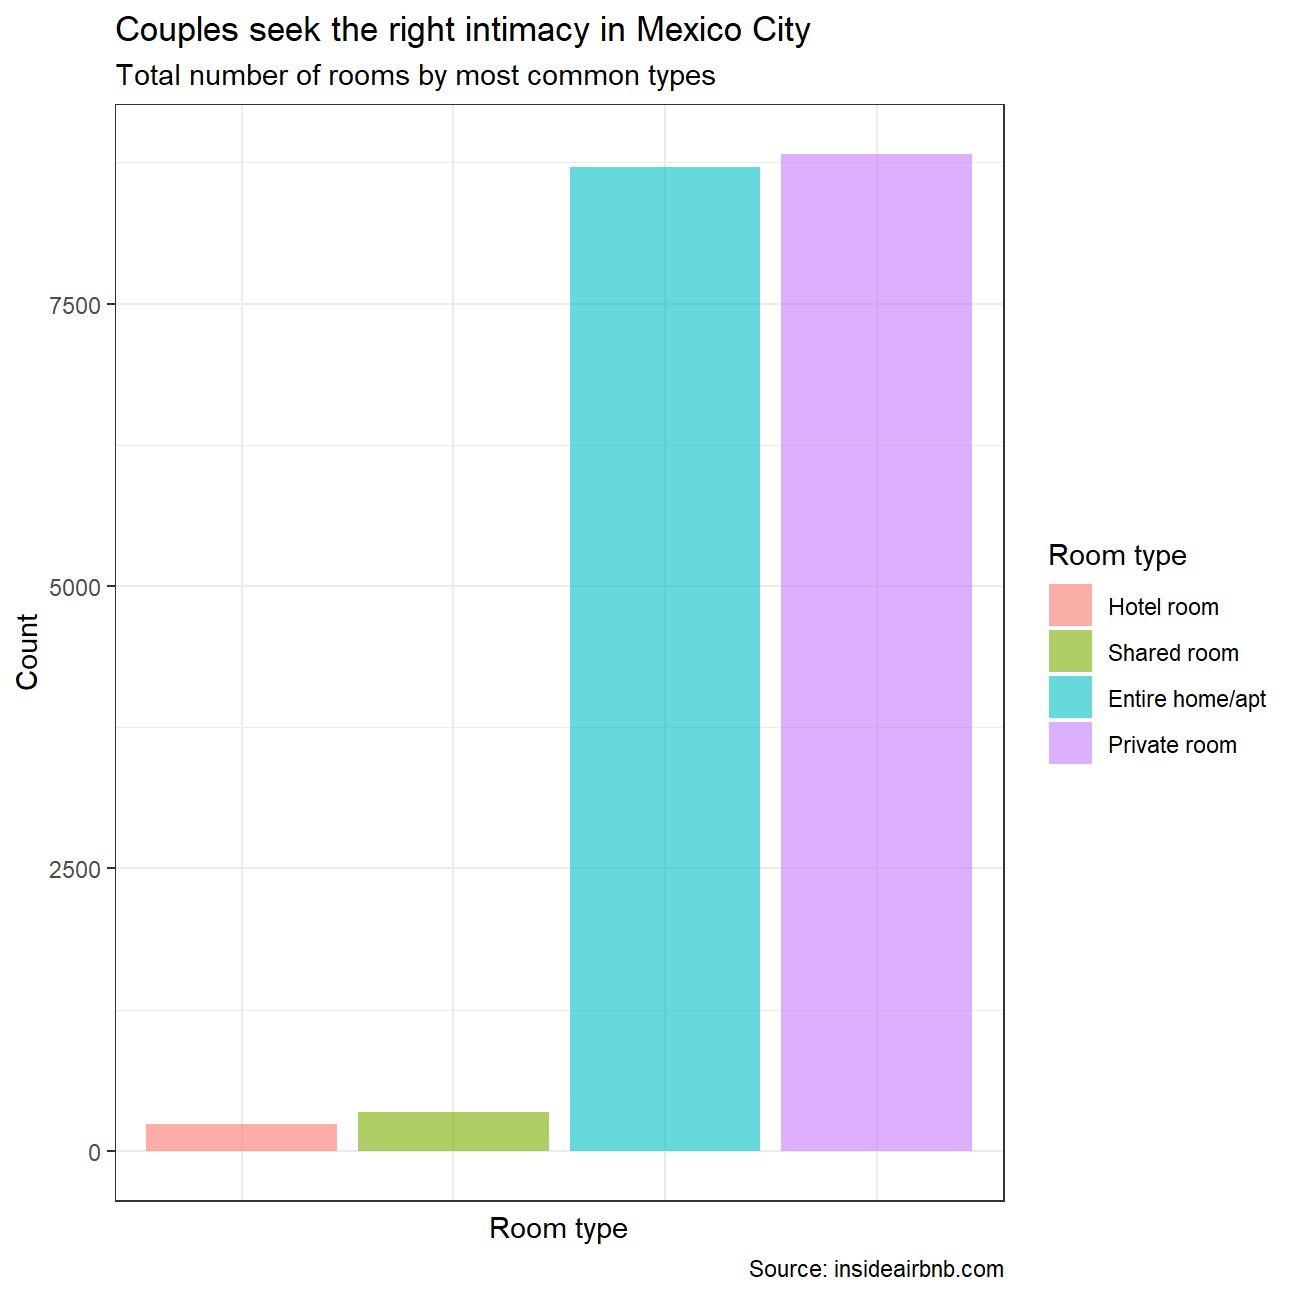 Couples seek the right intimacy in Mexico City
Total number of rooms by most common types
7500
5000
2500
0
Count
Room type
Room type
Hotel room
Shared room
Entire home/apt
Private room
Source: insideairbnb.com